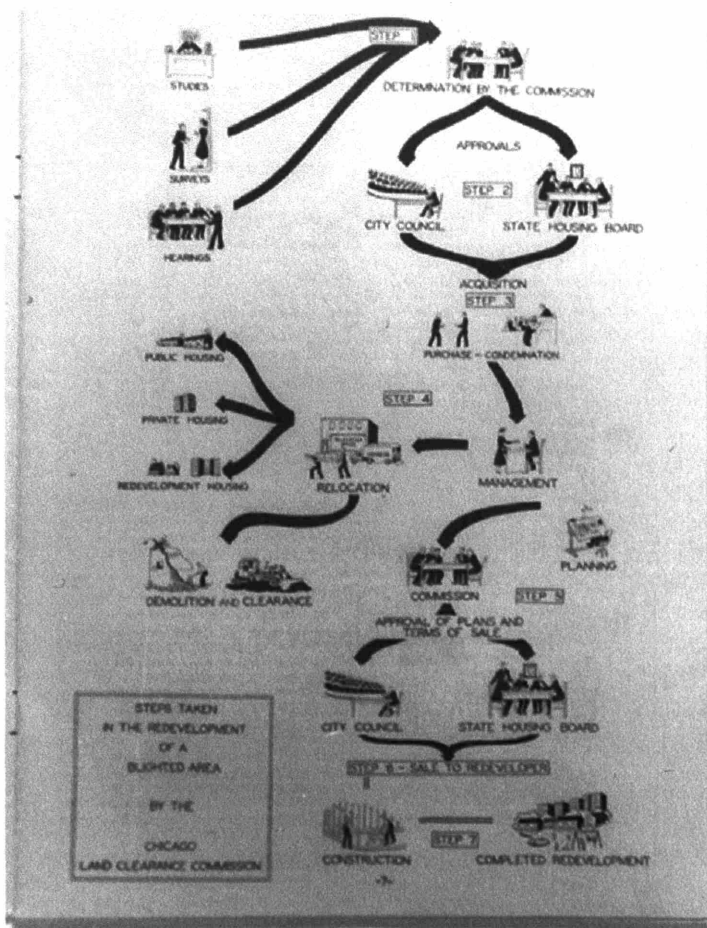 STEP 1
STUDIES
DETERMINATION BY THE COMMISSION
APPROVALS
SURVEYS
STEP 2
CITY COUNCIL
STATE HOUSING BOARD
HEARINGS
ACQUISITION
STEP 3
PURCHASE - CONDEMNATION
PUBLIC HOUSING
STEP 4
PRIVATE HOUSING
REDEVELOPMENT HOUSING
RELOCATION
MANAGEMENT
PLANNING
DEMOLITION AND CLEARANCE
COMMISSION
STEP 5
APPROVAL OF PLANS AND
TERMS OF SALE
CITY COUNCIL
STATE HOUSING BOARD
STEP 6 - SALE TO REDEVELOPER
CONSTRUCTION
STEP 7
COMPLETED REDEVELOPMENT
STEPS TAKEN
IN THE REDEVELOPMENT
OF A
BLIGHTED AREA
BY THE
CHICAGO
LAND CLEARANCE COMMISSION
-7-